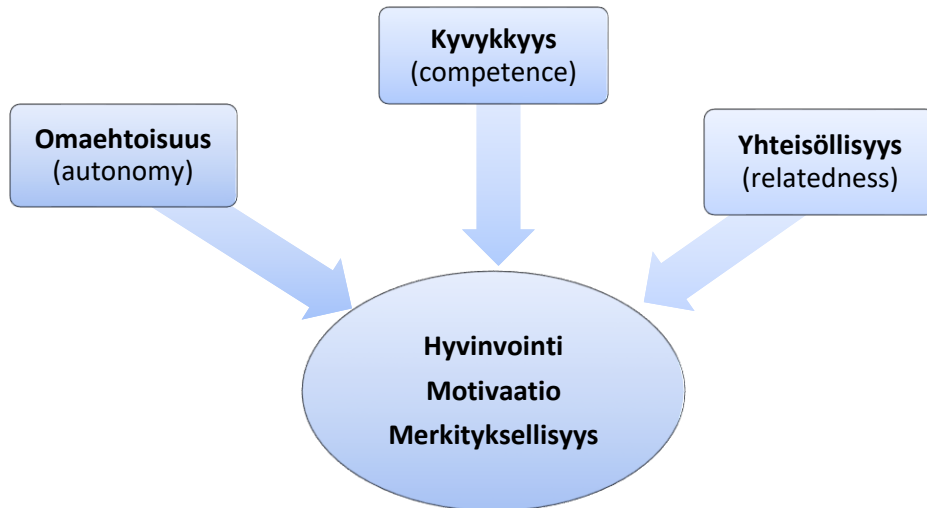 Kyvykkyys
(competence)
Omaehtoisuus
(autonomy)
Yhteisöllisyys
(relatedness)
Hyvinvointi
Motivaatio
Merkityksellisyys